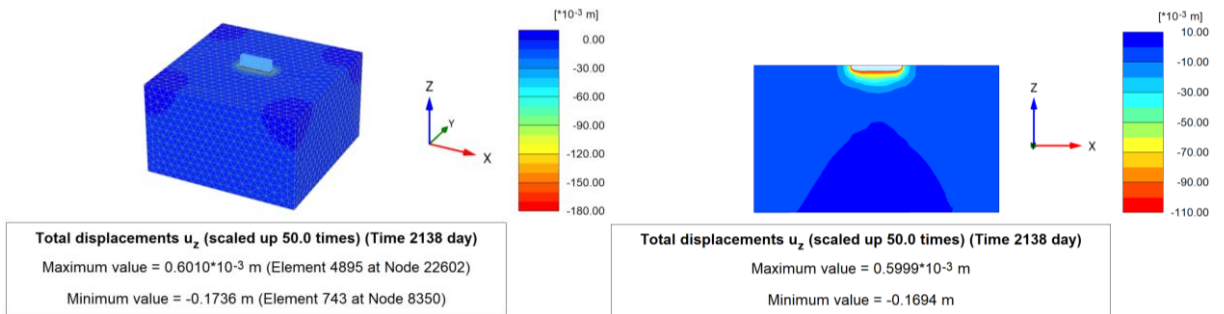 [*10-3 m]
0.00
-30.00
-60.00
-90.00
-120.00
-150.00
-180.00
Z
Y
X
Total displacements uz (scaled up 50.0 times) (Time 2138 day)
Maximum value = 0.6010*10-3 m (Element 4895 at Node 22602)
Minimum value = -0.1736 m (Element 743 at Node 8350)
[*10-3 m]
10.00
-10.00
-30.00
-50.00
-70.00
-90.00
-110.00
Z
X
Total displacements uz (scaled up 50.0 times) (Time 2138 day)
Maximum value = 0.5999*10-3 m
Minimum value = -0.1694 m